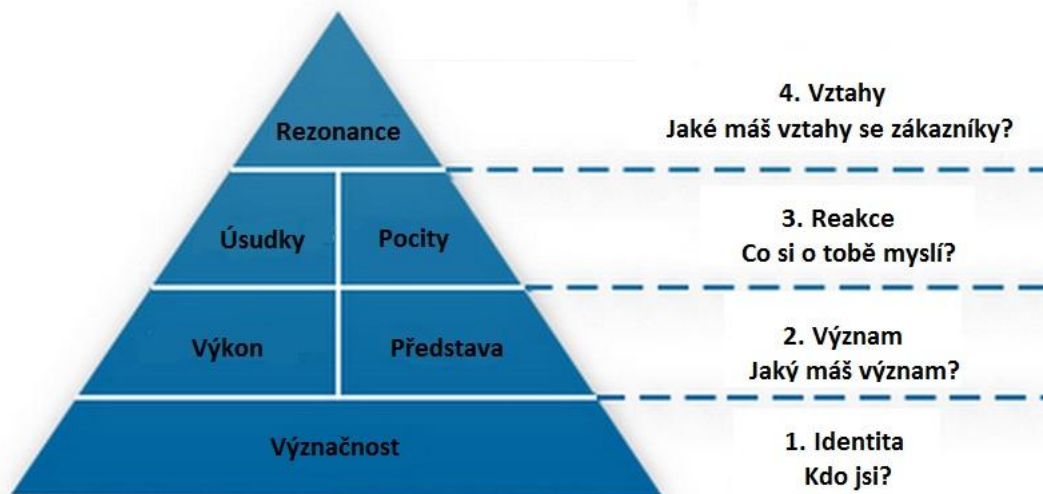 Rezonance
4. Vztahy
Jaké máš vztahy se zákazníky?
Úsudky
Pocity
3. Reakce
Co si o tobě myslí?
Výkon
Představa
2. Význam
Jaký máš význam?
Význačnost
1. Identita
Kdo jsi?